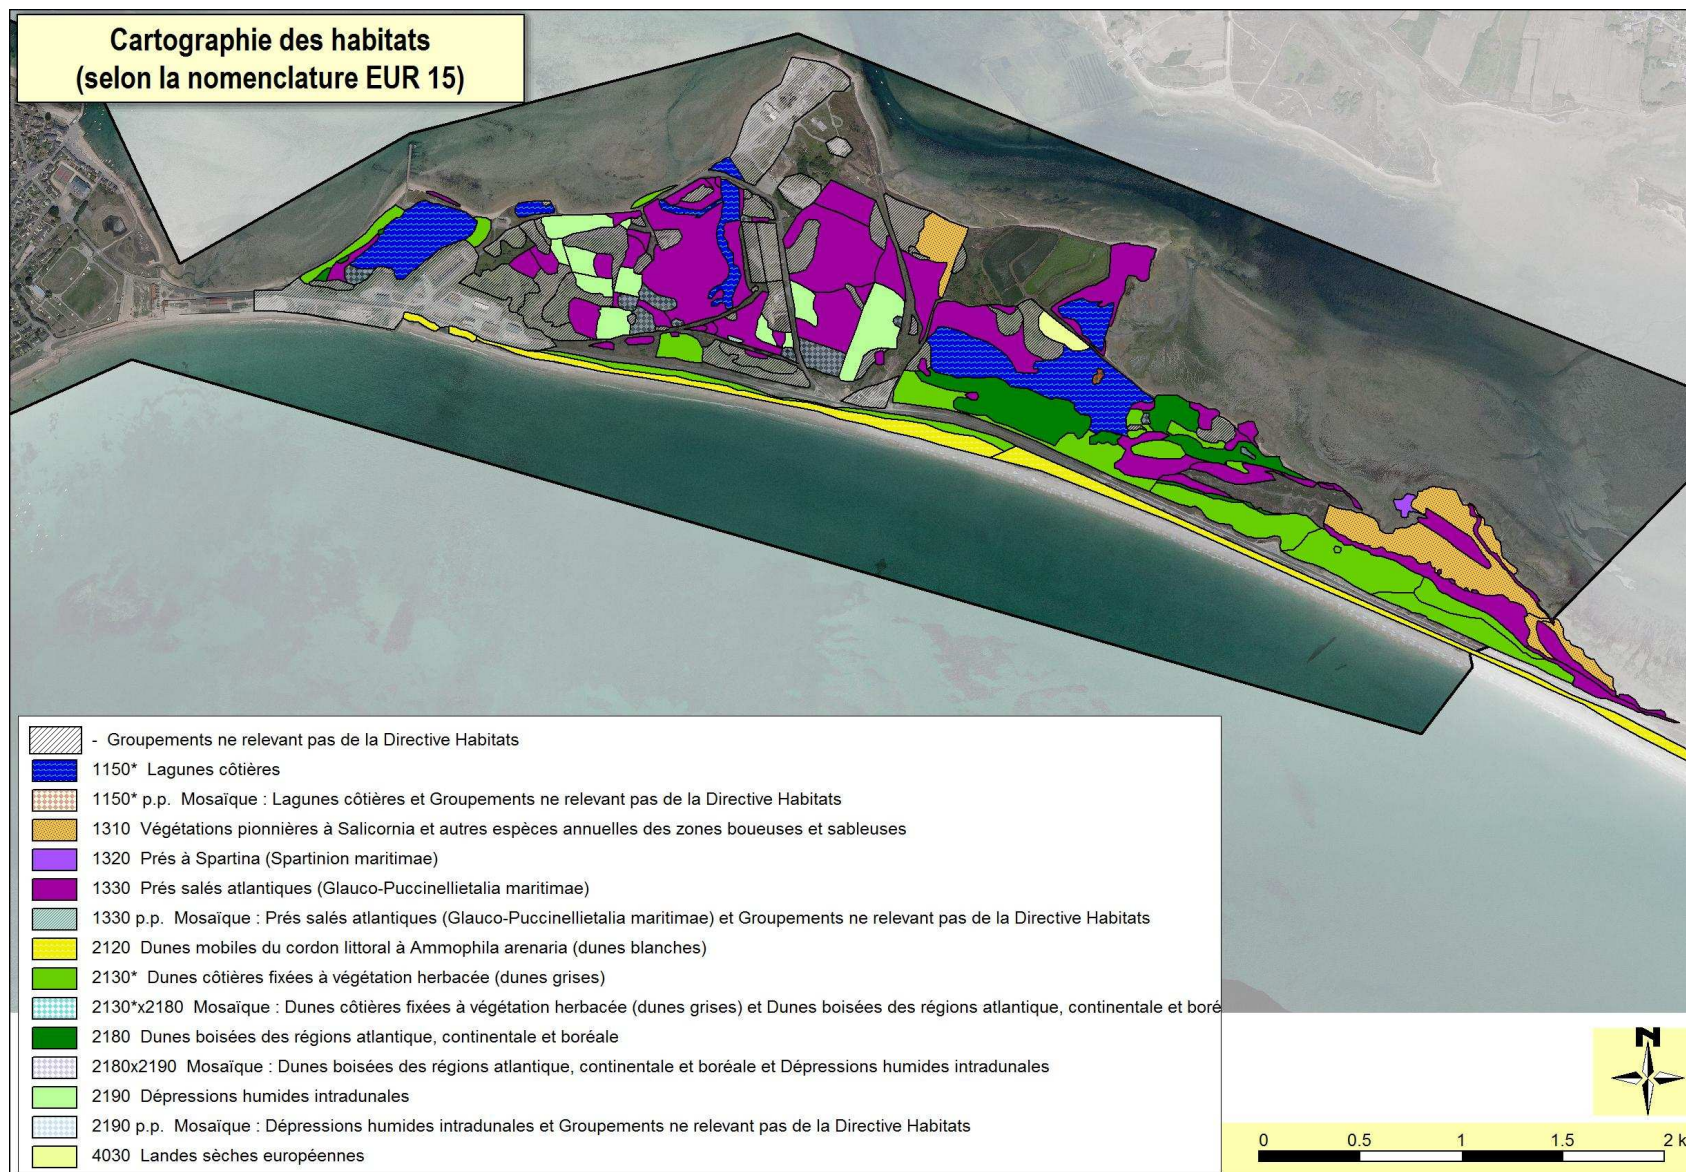 Cartographie des habitats
(selon la nomenclature EUR 15)
- Groupements ne relevant pas de la Directive Habitats
1150* Lagunes côtières
1150* p.p. Mosaïque : Lagunes côtières et Groupements ne relevant pas de la Directive Habitats
1310 Végétations pionnières à Salicornia et autres espèces annuelles des zones boueuses et sableuses
1320 Prés à Spartina (Spartinion maritimae)
1330 Prés salés atlantiques (Glauco-Puccinellietalia maritimae)
1330 p.p. Mosaïque : Prés salés atlantiques (Glauco-Puccinellietalia maritimae) et Groupements ne relevant pas de la Directive Habitats
2120 Dunes mobiles du cordon littoral à Ammophila arenaria (dunes blanches)
2130* Dunes côtières fixées à végétation herbacée (dunes grises)
2130*x2180 Mosaïque : Dunes côtières fixées à végétation herbacée (dunes grises) et Dunes boisées des régions atlantique, continentale et boré
2180 Dunes boisées des régions atlantique, continentale et boréale
2180x2190 Mosaïque : Dunes boisées des régions atlantique, continentale et boréale et Dépressions humides intradunales
2190 Dépressions humides intradunales
2190 p.p. Mosaïque : Dépressions humides intradunales et Groupements ne relevant pas de la Directive Habitats
4030 Landes sèches européennes
N
0 0.5 1 1.5 2 k